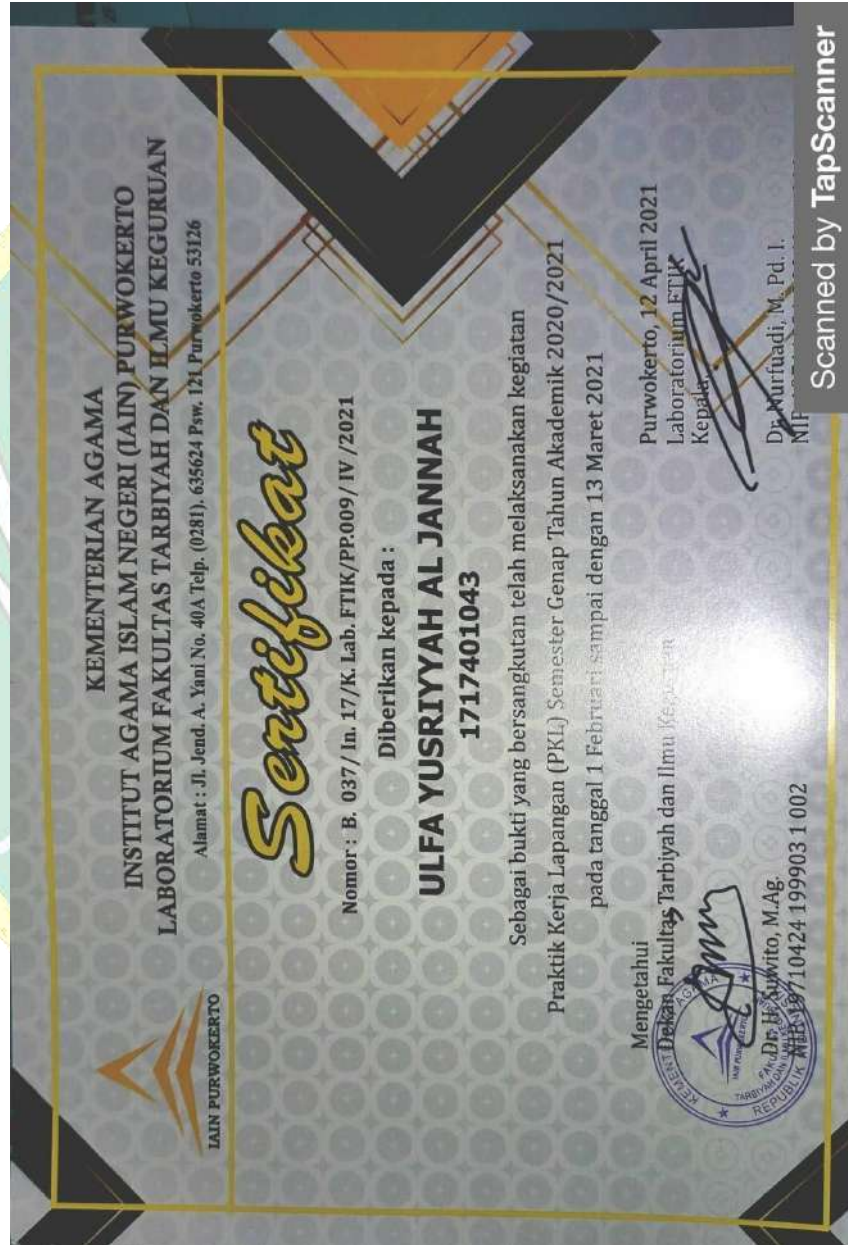 KEMENTERIAN AGAMA
INSTITUT AGAMA ISLAM NEGERI (IAIN) PURWOKERTO
LABORATORIUM FAKULTAS TARBIYAH DAN ILMU KEGURUAN
Alamat : Jl. Jend. A. Yani No. 40A Telp. (0281). 635624 Psw. 121 Purwokerto 53126
IAIN PURWOKERTO
Sertifikat
Nomor : B. 037/ In. 17/K. Lab. FTIK/PP.009/ IV /2021
Diberikan kepada :
ULFA YUSRIYYAH AL JANNAH
1717401043
Sebagai bukti yang bersangkutan telah melaksanakan kegiatan
Praktik Kerja Lapangan (PKL) Semester Genap Tahun Akademik 2020/2021
pada tanggal 1 Februari sampai dengan 13 Maret 2021
Mengetahui
Dekan Fakultas Tarbiyah dan Ilmu Keguruan
Dr. H. Suwito, M.Ag.
NIP. 19710424 199903 1 002
Purwokerto, 12 April 2021
Laboratorium FTIK
Kepala,
Dr. Nurfuadi, M. Pd. I.
NIP.
Scanned by TapScanner